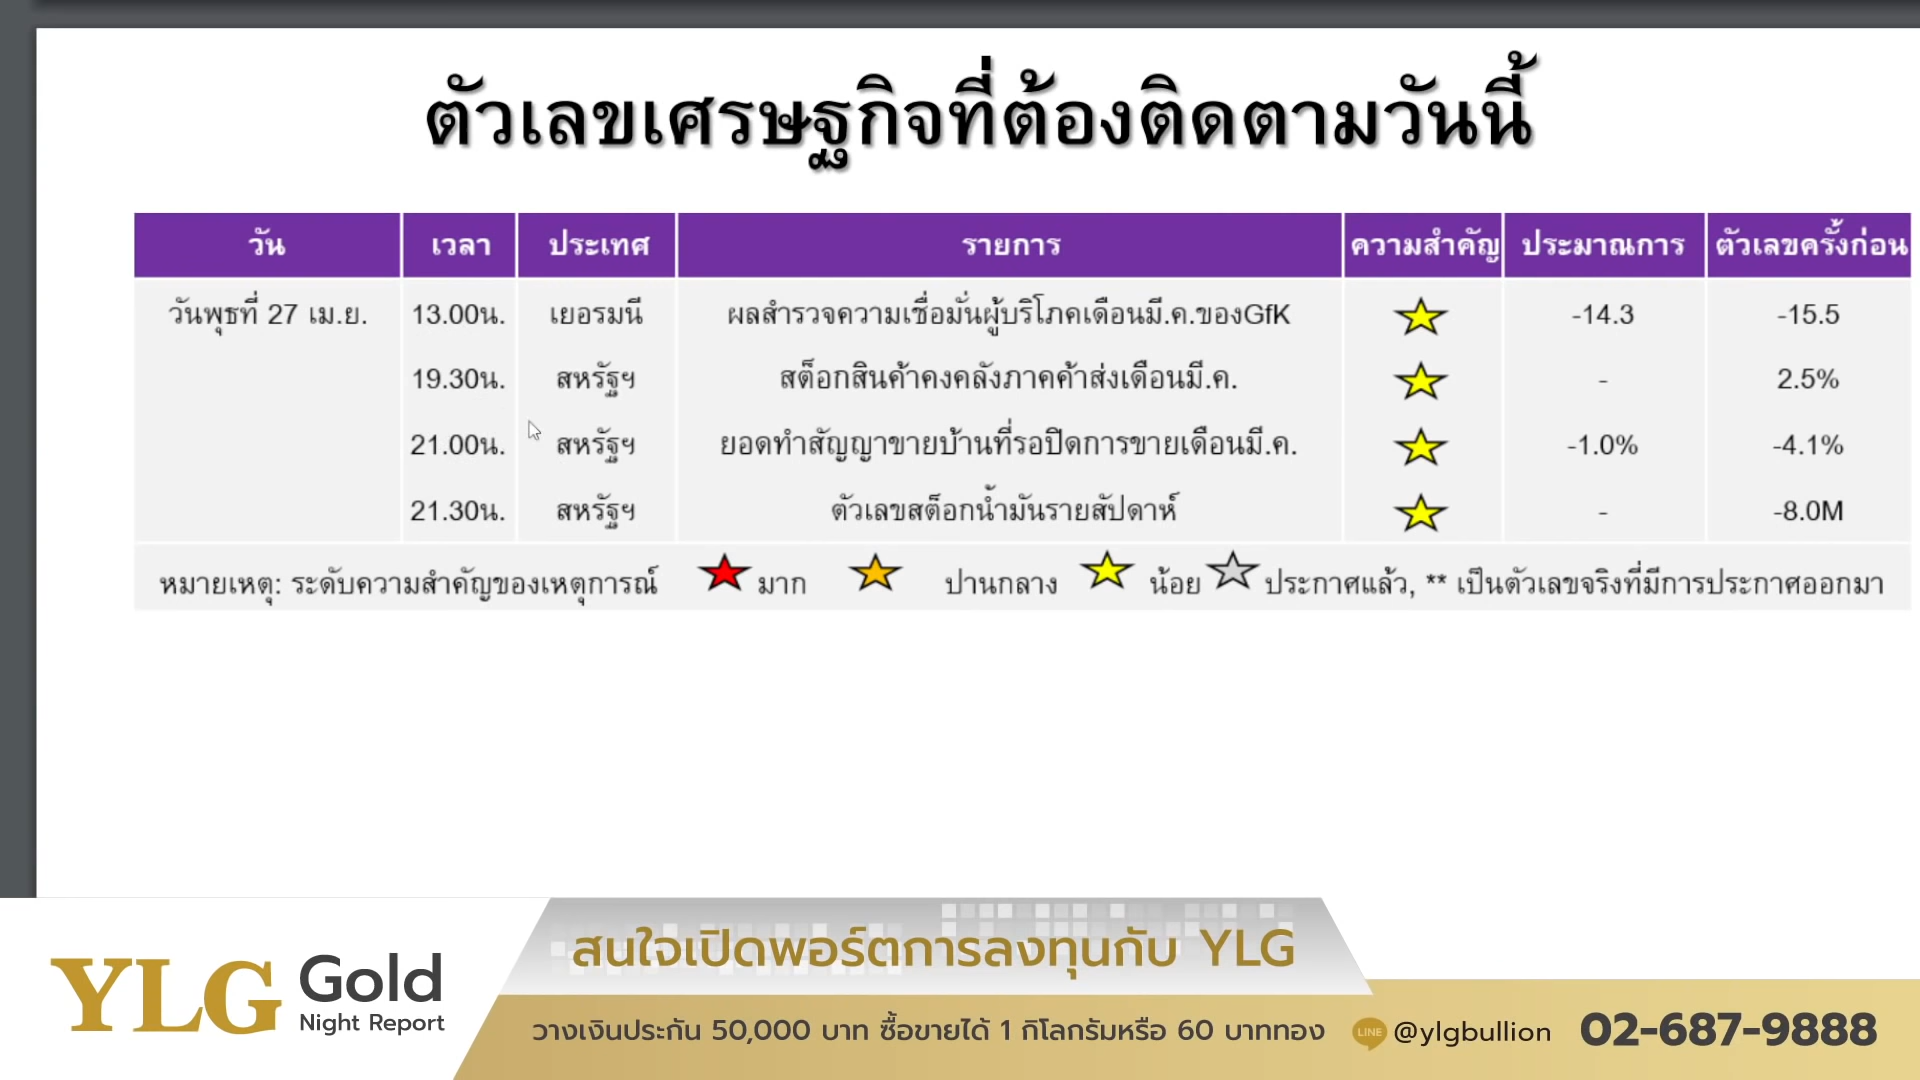 ตัวเลขเศรษฐกิจที่ต้องติดตามวันนี้
วัน เวลา ประเทศ รายการ ความสำคัญ ประมาณการ ตัวเลขครั้งก่อน
วันพุธที่ 27 เม.ย. 13.00น. เยอรมนี ผลสำรวจความเชื่อมั่นผู้บริโภคเดือนมี.ค.ของGfK -14.3 -15.5
19.30น. สหรัฐฯ สต็อกสินค้าคงคลังภาคค้าส่งเดือนมี.ค. - 2.5%
21.00น. สหรัฐฯ ยอดทำสัญญาขายบ้านที่รอปิดการขายเดือนมี.ค. -1.0% -4.1%
21.30น. สหรัฐฯ ตัวเลขสต็อกน้ำมันรายสัปดาห์ - -8.0M
หมายเหตุ: ระดับความสำคัญของเหตุการณ์ มาก ปานกลาง น้อย ประกาศแล้ว, ** เป็นตัวเลขจริงที่มีการประกาศออกมา
สนใจเปิดพอร์ตการลงทุนกับ YLG
YLG Gold
Night Report
วางเงินประกัน 50,000 บาท ซื้อขายได้ 1 กิโลกรัมหรือ 60 บาททอง LINE @ylgbullion 02-687-9888